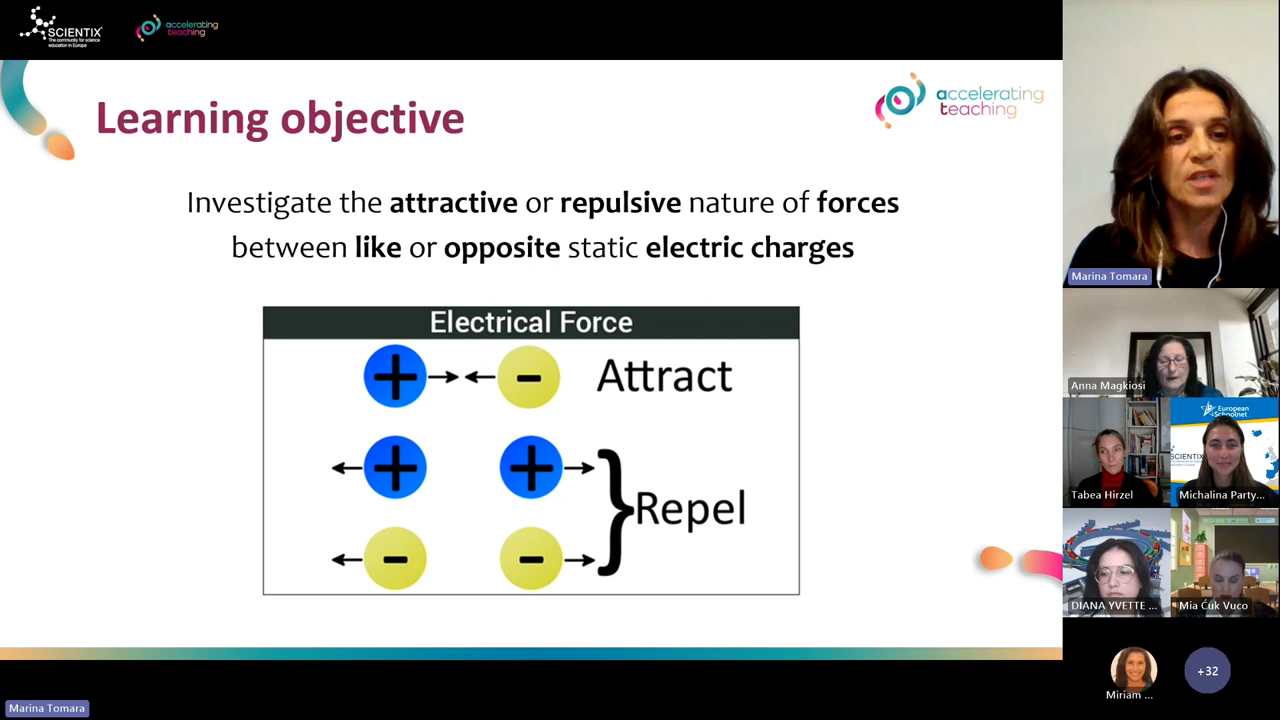 SCIENTIX
The community for science
education in Europe
accelerating
teaching
Learning objective
accelerating
teaching
Investigate the attractive or repulsive nature of forces
between like or opposite static electric charges
Electrical Force
+ - Attract
+ +
Repel
- -
Marina Tomara
Anna Magkiosi
European
Schoolnet
SCIENTIX
Tabea Hirzel
Michalina Party...
DIANA YVETTE ...
Mia Ćuk Vuco
Miriam ...
+32
Marina Tomara